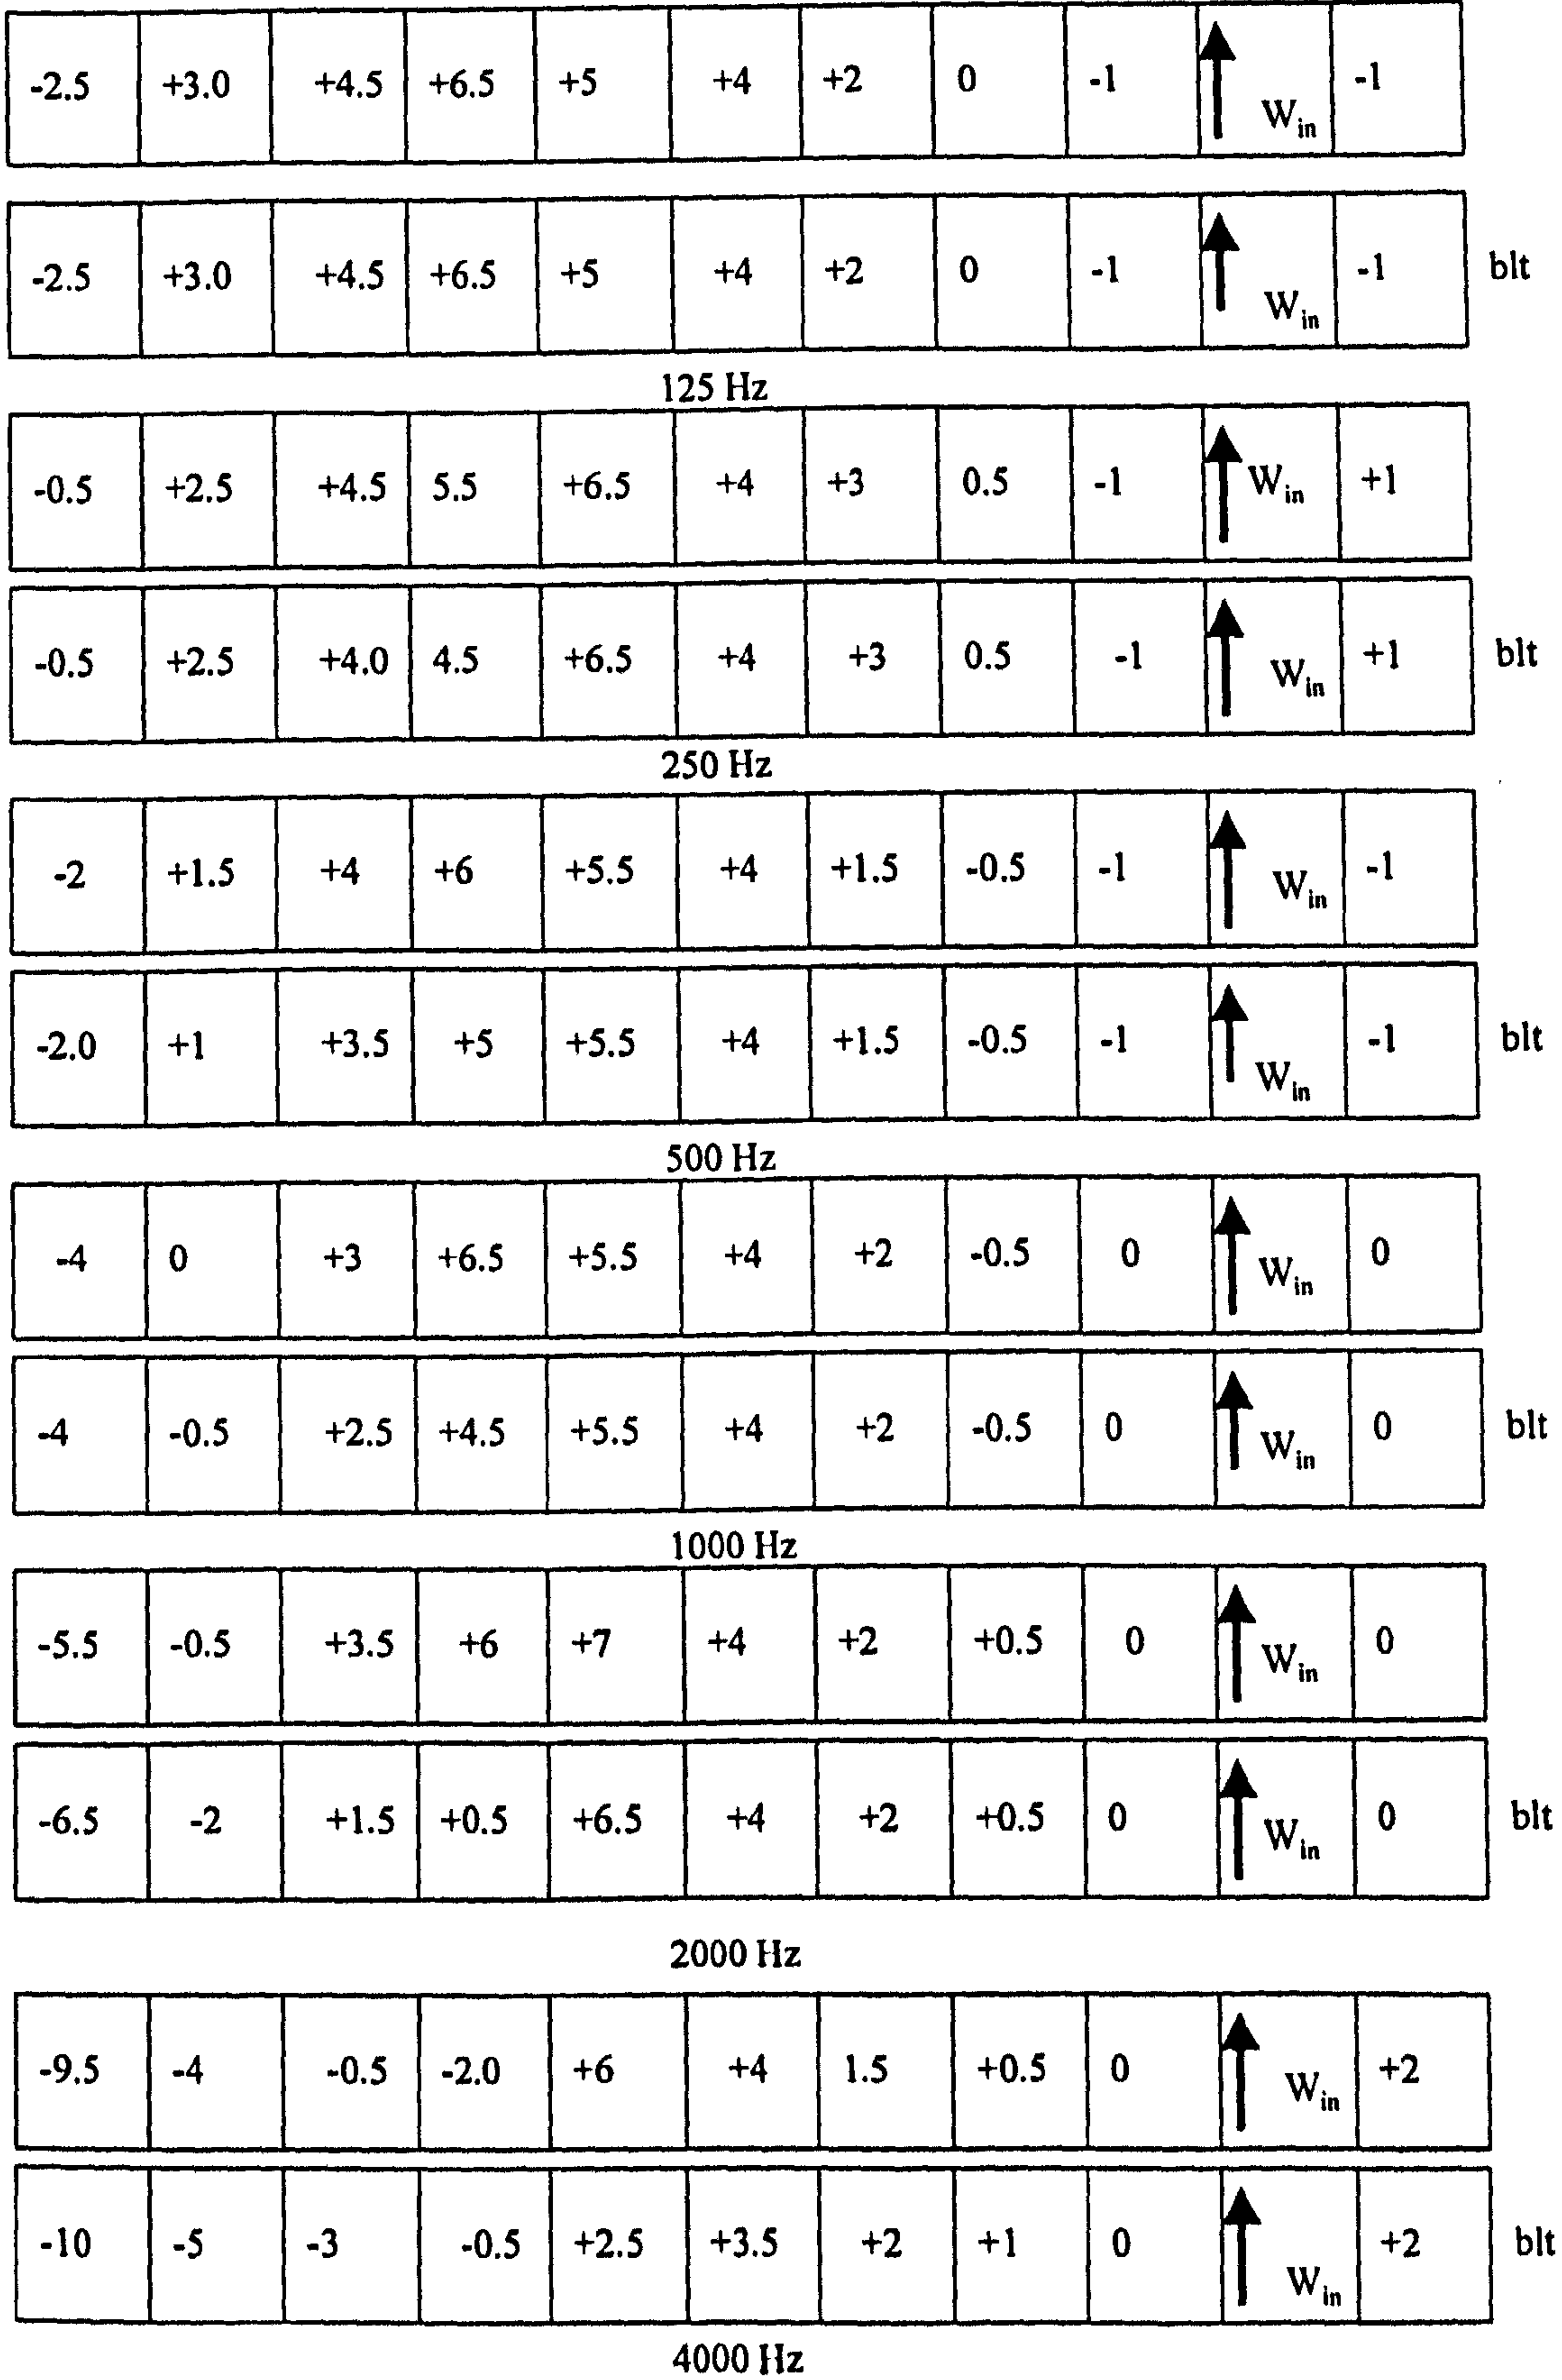 -2.5 +3.0 +4.5 +6.5 +5 +4 +2 0 -1 Win -1
-2.5 +3.0 +4.5 +6.5 +5 +4 +2 0 -1 Win -1 blt
125 Hz
-0.5 +2.5 +4.5 5.5 +6.5 +4 +3 0.5 -1 Win +1
-0.5 +2.5 +4.0 4.5 +6.5 +4 +3 0.5 -1 Win +1 blt
250 Hz
-2 +1.5 +4 +6 +5.5 +4 +1.5 -0.5 -1 Win -1
-2.0 +1 +3.5 +5 +5.5 +4 +1.5 -0.5 -1 Win -1 blt
500 Hz
-4 0 +3 +6.5 +5.5 +4 +2 -0.5 0 Win 0
-4 -0.5 +2.5 +4.5 +5.5 +4 +2 -0.5 0 Win 0 blt
1000 Hz
-5.5 -0.5 +3.5 +6 +7 +4 +2 +0.5 0 Win 0
-6.5 -2 +1.5 +0.5 +6.5 +4 +2 +0.5 0 Win 0 blt
2000 Hz
-9.5 -4 -0.5 -2.0 +6 +4 1.5 +0.5 0 Win +2
-10 -5 -3 -0.5 +2.5 +3.5 +2 +1 0 Win +2 blt
4000 Hz